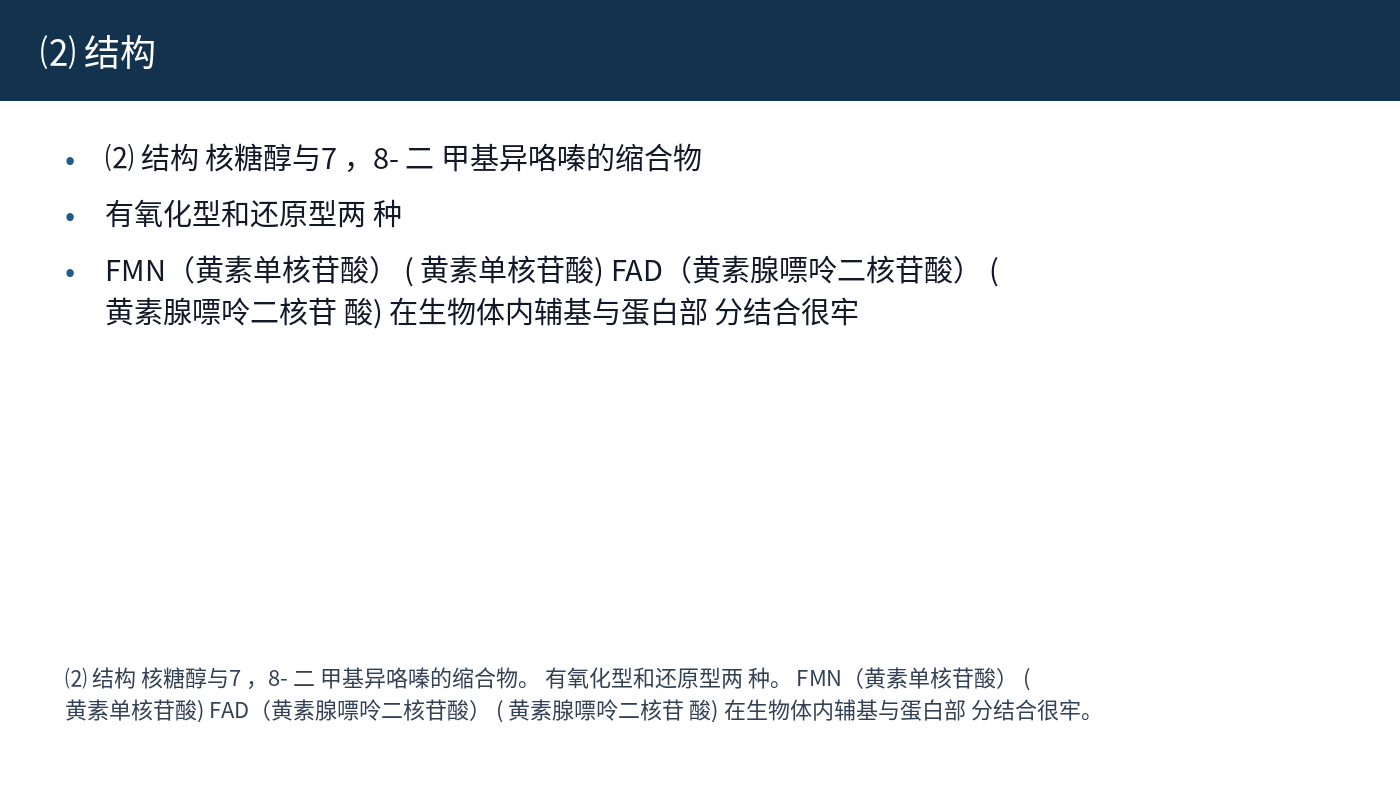 ⑵ 结构
• ⑵ 结构 核糖醇与7 ，8- 二 甲基异咯嗪的缩合物
• 有氧化型和还原型两 种
• FMN（黄素单核苷酸） ( 黄素单核苷酸) FAD（黄素腺嘌呤二核苷酸） (
黄素腺嘌呤二核苷 酸) 在生物体内辅基与蛋白部 分结合很牢
⑵ 结构 核糖醇与7 ，8- 二 甲基异咯嗪的缩合物。 有氧化型和还原型两 种。 FMN（黄素单核苷酸） (
黄素单核苷酸) FAD（黄素腺嘌呤二核苷酸） ( 黄素腺嘌呤二核苷 酸) 在生物体内辅基与蛋白部 分结合很牢。